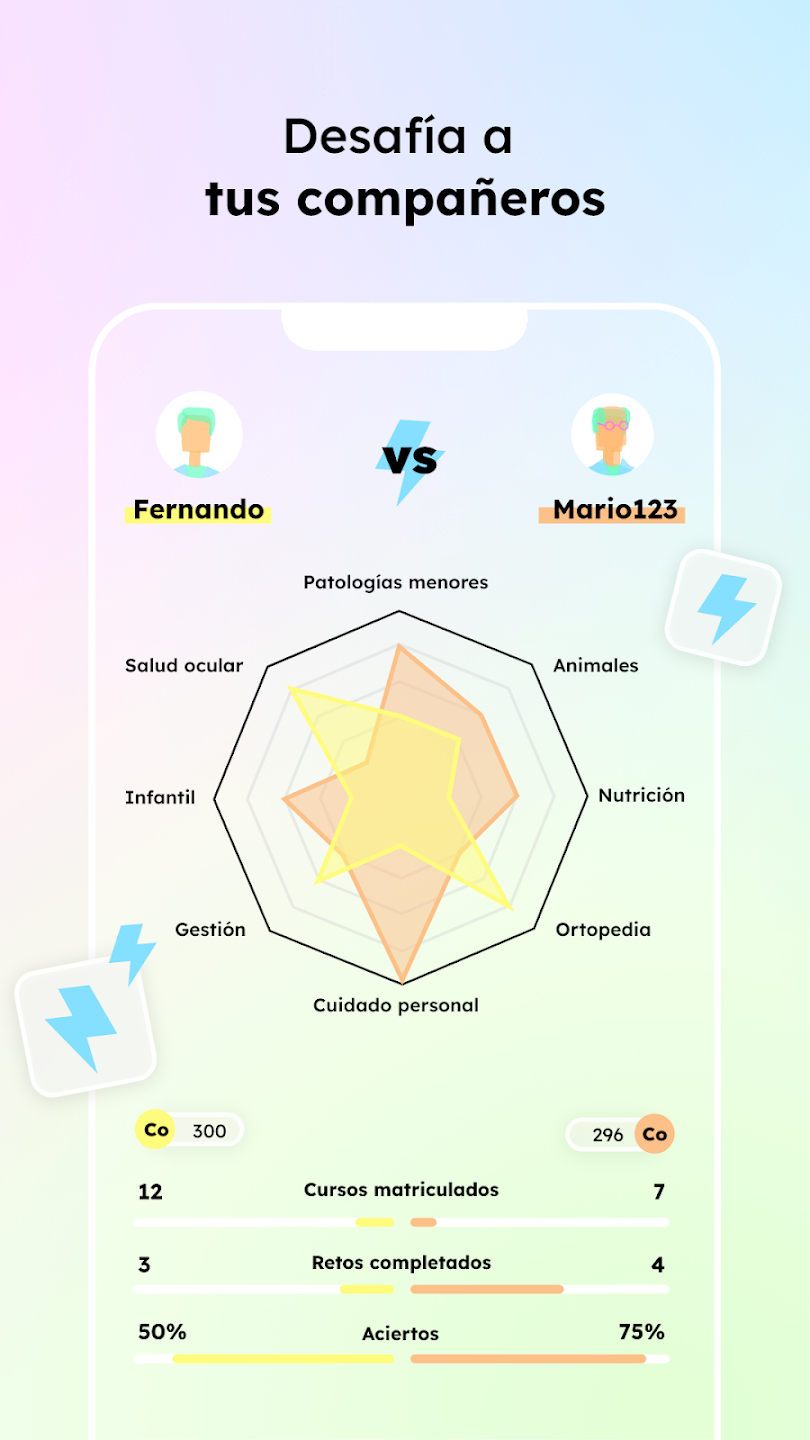 Desafía a
tus compañeros
vs
Fernando
Mario123
Patologías menores
Salud ocular
Animales
Infantil
Nutrición
Gestión
Ortopedia
Cuidado personal
Co 300
296 Co
12 Cursos matriculados 7
3 Retos completados 4
50% Aciertos 75%